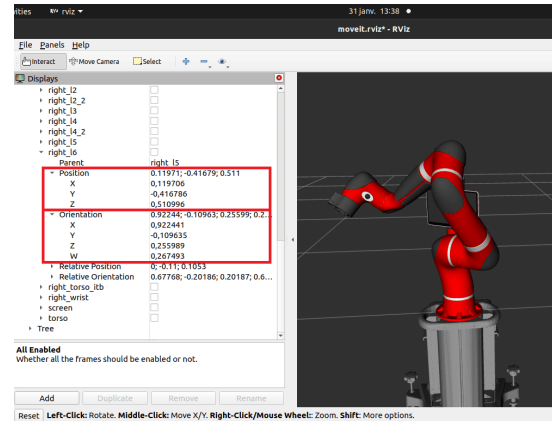 ities rviz 31 janv. 13:38
moveit.rviz* - RViz
File Panels Help
Interact Move Camera Select
Displays
right_l2
right_l2_2
right_l3
right_l4
right_l4_2
right_l5
right_l6
Parent right_l5
Position 0.11971; -0.41679; 0.511
X 0,119706
Y -0,416786
Z 0,510996
Orientation 0.92244; -0.10963; 0.25599; 0.2...
X 0,922441
Y -0,109635
Z 0,255989
W 0,267493
Relative Position 0; -0.11; 0.1053
Relative Orientation 0.67768; -0.20186; 0.20187; 0.6...
right_torso_itb
right_wrist
screen
torso
Tree
All Enabled
Whether all the frames should be enabled or not.
Add Duplicate Remove Rename
Reset Left-Click: Rotate. Middle-Click: Move X/Y. Right-Click/Mouse Wheel:: Zoom. Shift: More options.